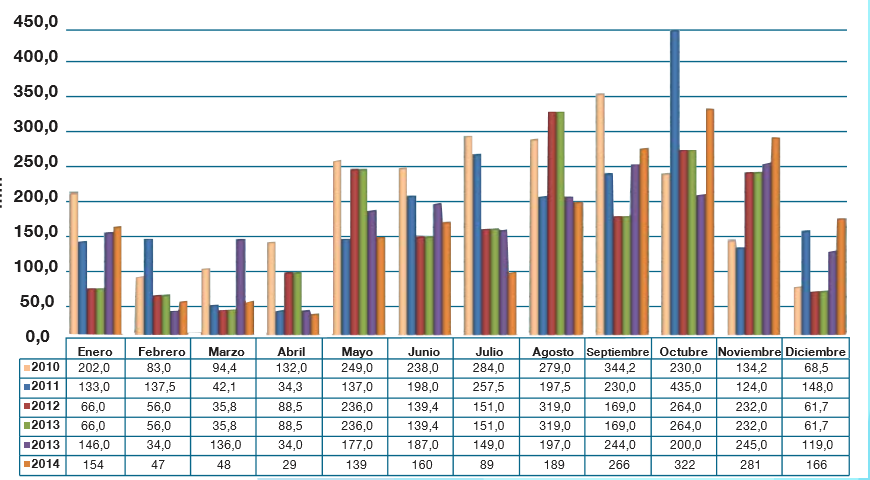 450,0
400,0
350,0
300,0
250,0
200,0
150,0
100,0
50,0
0,0
Enero Febrero Marzo Abril Mayo Junio Julio Agosto Septiembre Octubre Noviembre Diciembre
2010 202,0 83,0 94,4 132,0 249,0 238,0 284,0 279,0 344,2 230,0 134,2 68,5
2011 133,0 137,5 42,1 34,3 137,0 198,0 257,5 197,5 230,0 435,0 124,0 148,0
2012 66,0 56,0 35,8 88,5 236,0 139,4 151,0 319,0 169,0 264,0 232,0 61,7
2013 66,0 56,0 35,8 88,5 236,0 139,4 151,0 319,0 169,0 264,0 232,0 61,7
2013 146,0 34,0 136,0 34,0 177,0 187,0 149,0 197,0 244,0 200,0 245,0 119,0
2014 154 47 48 29 139 160 89 189 266 322 281 166